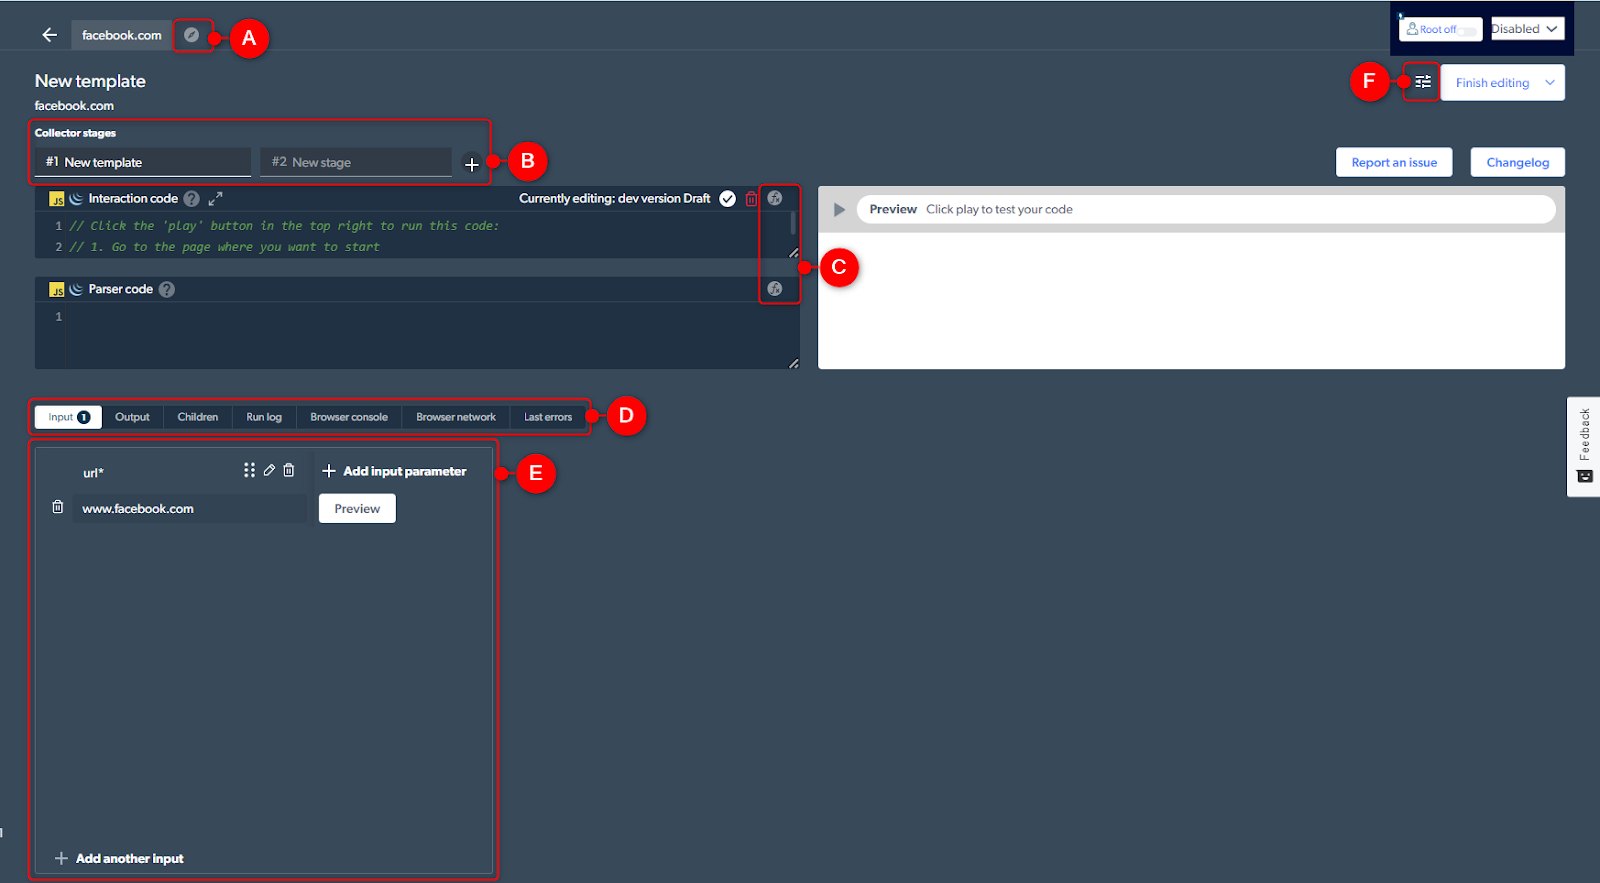 facebook.com
A
Root off
Disabled
New template
facebook.com
F
Finish editing
Collector stages
#1 New template
#2 New stage
B
Report an issue
Changelog
JS Interaction code ?
Currently editing: dev version Draft
fx
1 // Click the 'play' button in the top right to run this code:
2 // 1. Go to the page where you want to start
Preview Click play to test your code
C
JS Parser code ?
fx
1
Input 1
Output
Children
Run log
Browser console
Browser network
Last errors
D
Feedback
url*
Add input parameter
E
www.facebook.com
Preview
Add another input